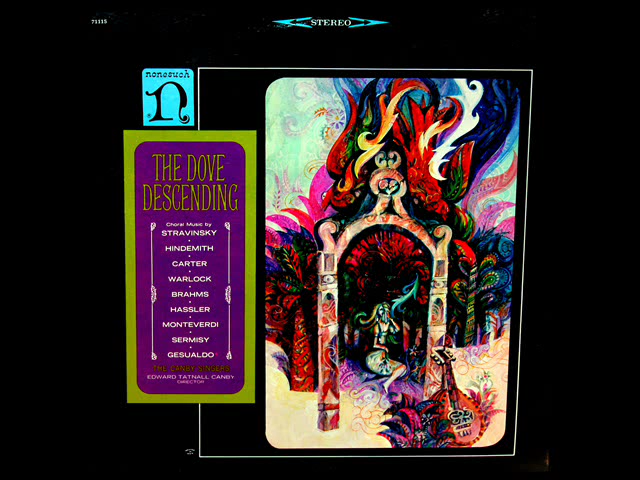 71115
STEREO
nonesuch
n
THE DOVE
DESCENDING
Choral Music by
STRAVINSKY
HINDEMITH
CARTER
WARLOCK
BRAHMS
HASSLER
MONTEVERDI
SERMISY
GESUALDO
THE CANBY SINGERS
EDWARD TATNALL CANBY
DIRECTOR